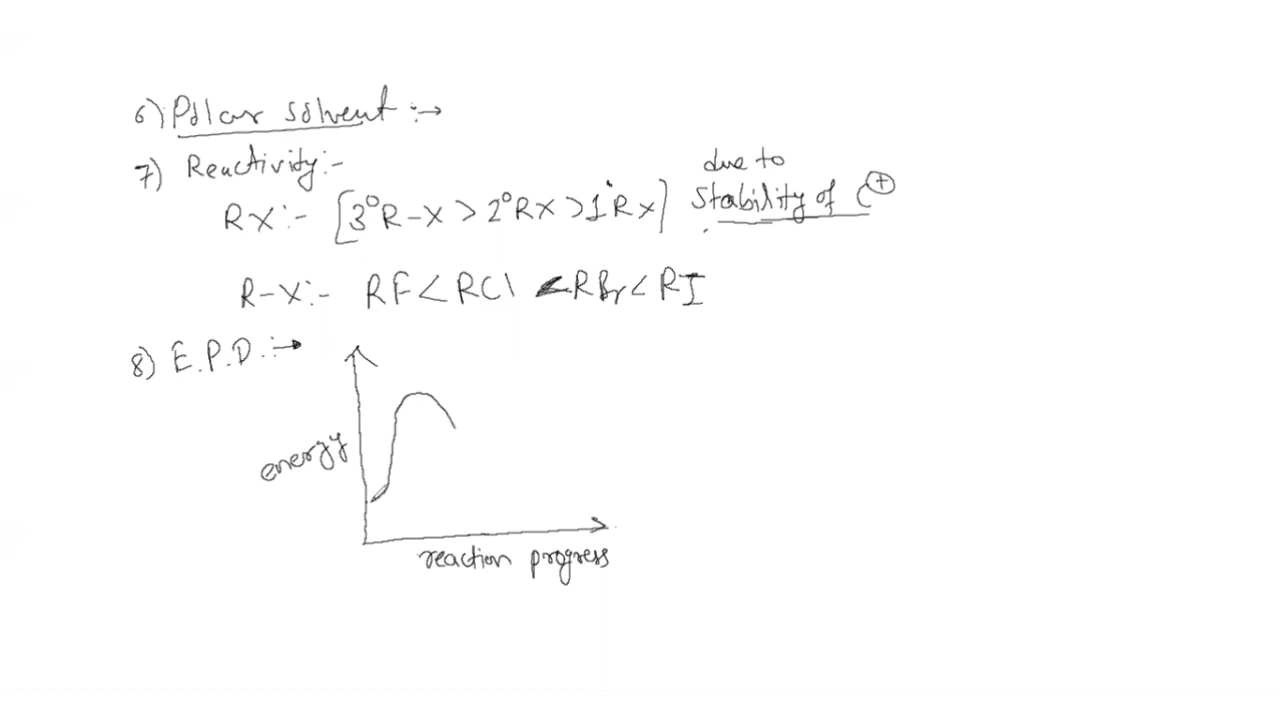 6) Polar solvent :→
7) Reactivity:-
due to
RX:- [3°R-X > 2°RX > 1°RX] Stability of C⊕
R-X:- RF < RCl < RBr < RI
8) E.P.D.:→
energy
reaction progress